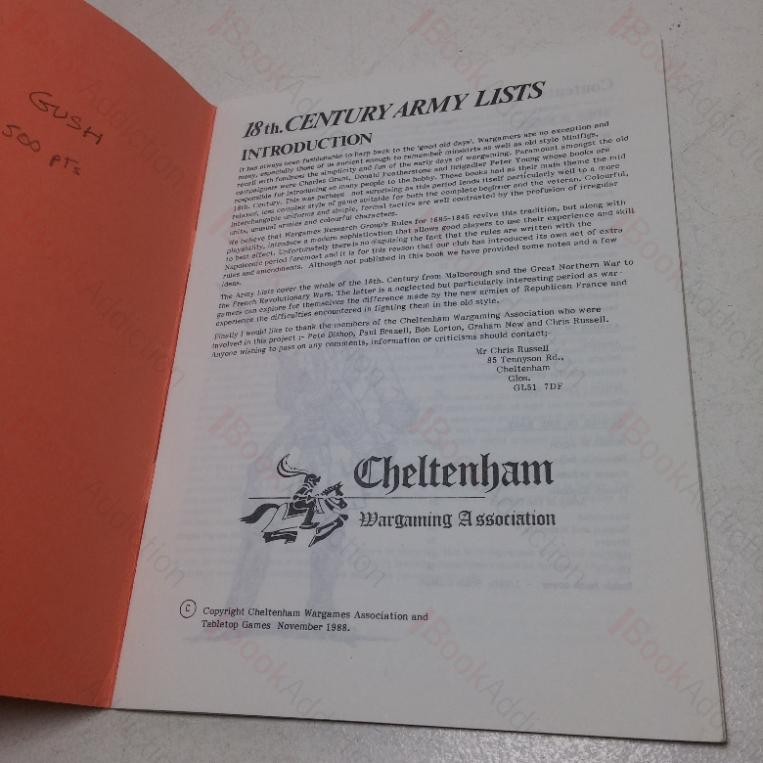 GUSH
500 PTs
18th. CENTURY ARMY LISTS
INTRODUCTION
It has always been fashionable to harp back to the 'good old days'. Wargamers are no exception and
many, especially those of us ancient enough to remember miniatures as well as old style Minifigs,
recall with fondness the simplicity and fun of the early days of wargaming. Paramount amongst the old
campaigners were Charles Grant, Donald Featherstone and Brigadier Peter Young whose books are
responsible for introducing so many people to the hobby. Those books had as their main theme the mid
18th. Century. This was perhaps not surprising as this period lends itself particularly well to a more
relaxed, less complex style of game suitable for both the complete beginner and the veteran. Colourful,
interchangable uniforms and simple, formal tactics are well contrasted by the profusion of irregular
units, unusual armies and colourful characters.
We believe that Wargames Research Group's Rules for 1685-1845 revive this tradition, but along with
playability, introduce a modern sophistication that allows good players to use their experience and skill
to best effect. Unfortunately there is no disguising the fact that the rules are written with the
Napoleonic period foremost and it is for this reason that our club has introduced its own set of extra
rules and amendments. Although not published in this book we have provided some notes and a few
ideas.
The Army Lists cover the whole of the 18th. Century from Malborough and the Great Northern War to
the French Revolutionary Wars. The latter is a neglected but particularly interesting period as war-
gamers can explore for themselves the difference made by the new armies of Republican France and
experience the difficulties encountered in fighting them in the old style.
Finally I would like to thank the members of the Cheltenham Wargaming Association who were
involved in this project :- Pete Bishop, Paul Brazell, Bob Lorton, Graham New and Chris Russell.
Anyone wishing to pass on any comments, information or criticisms should contact;-
Mr Chris Russell
85 Tennyson Rd.,
Cheltenham
Glos.
GL51 7DF
Cheltenham
Wargaming Association
© Copyright Cheltenham Wargames Association and
Tabletop Games November 1988.